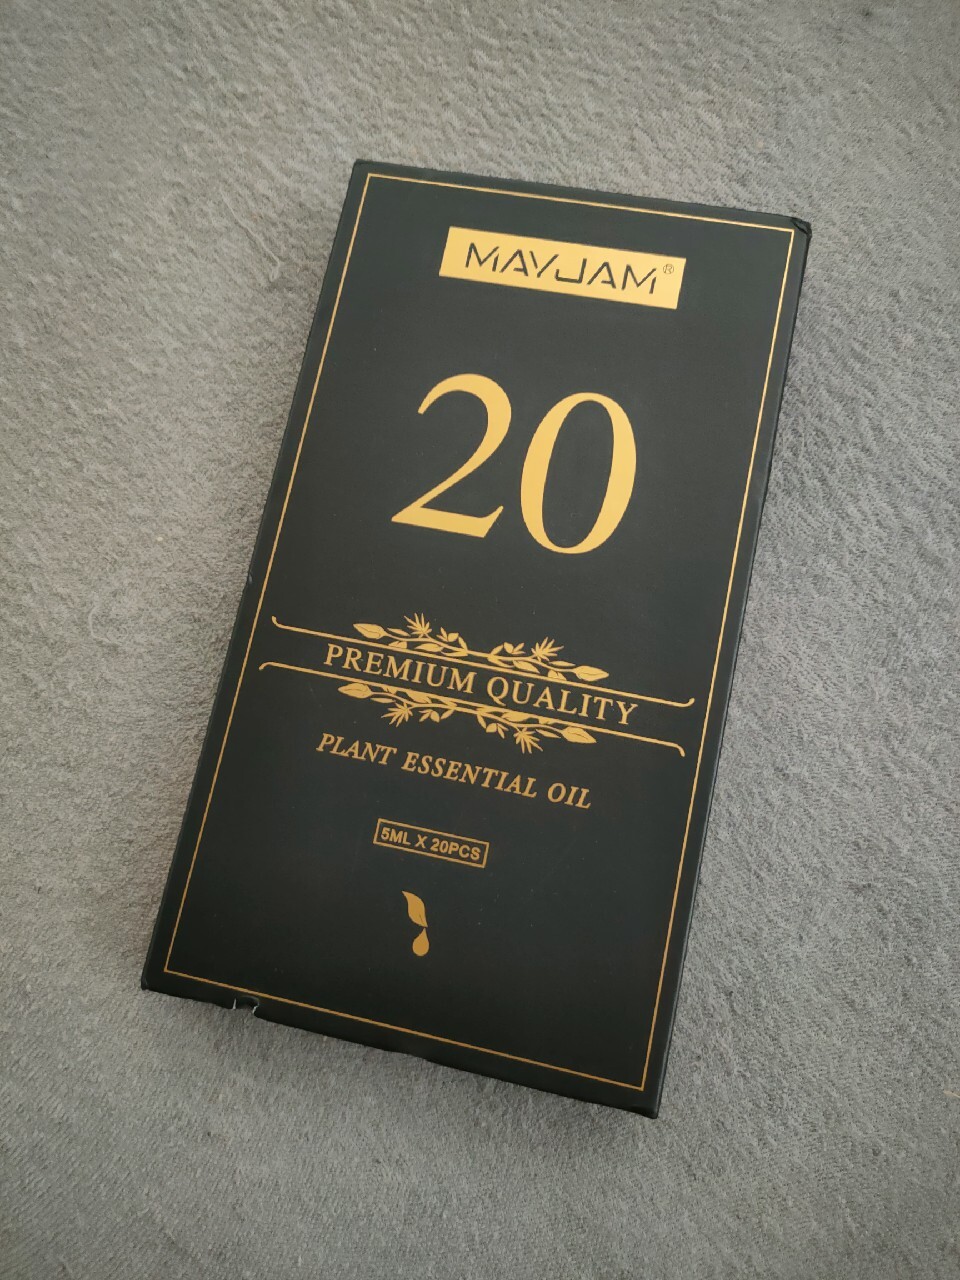 MAYJAM®
20
PREMIUM QUALITY
PLANT ESSENTIAL OIL
5ML X 20PCS